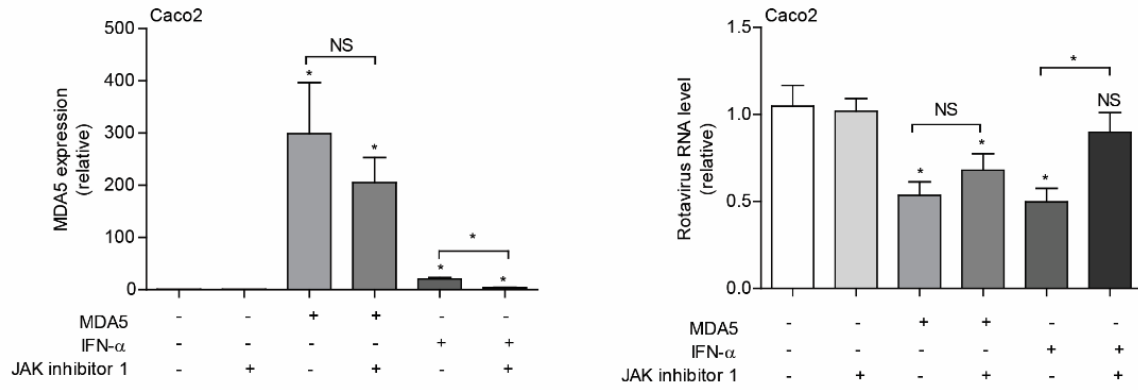 Caco2
500
400
300
200
100
0
MDA5 expression
(relative)
NS
*
*
*
*
*
MDA5 - - + + - -
IFN-α - - - - + +
JAK inhibitor 1 - + - + - +
Caco2
1.5
1.0
0.5
0.0
Rotavirus RNA level
(relative)
NS
*
*
*
*
NS
MDA5 - - + + - -
IFN-α - - - - + +
JAK inhibitor 1 - + - + - +